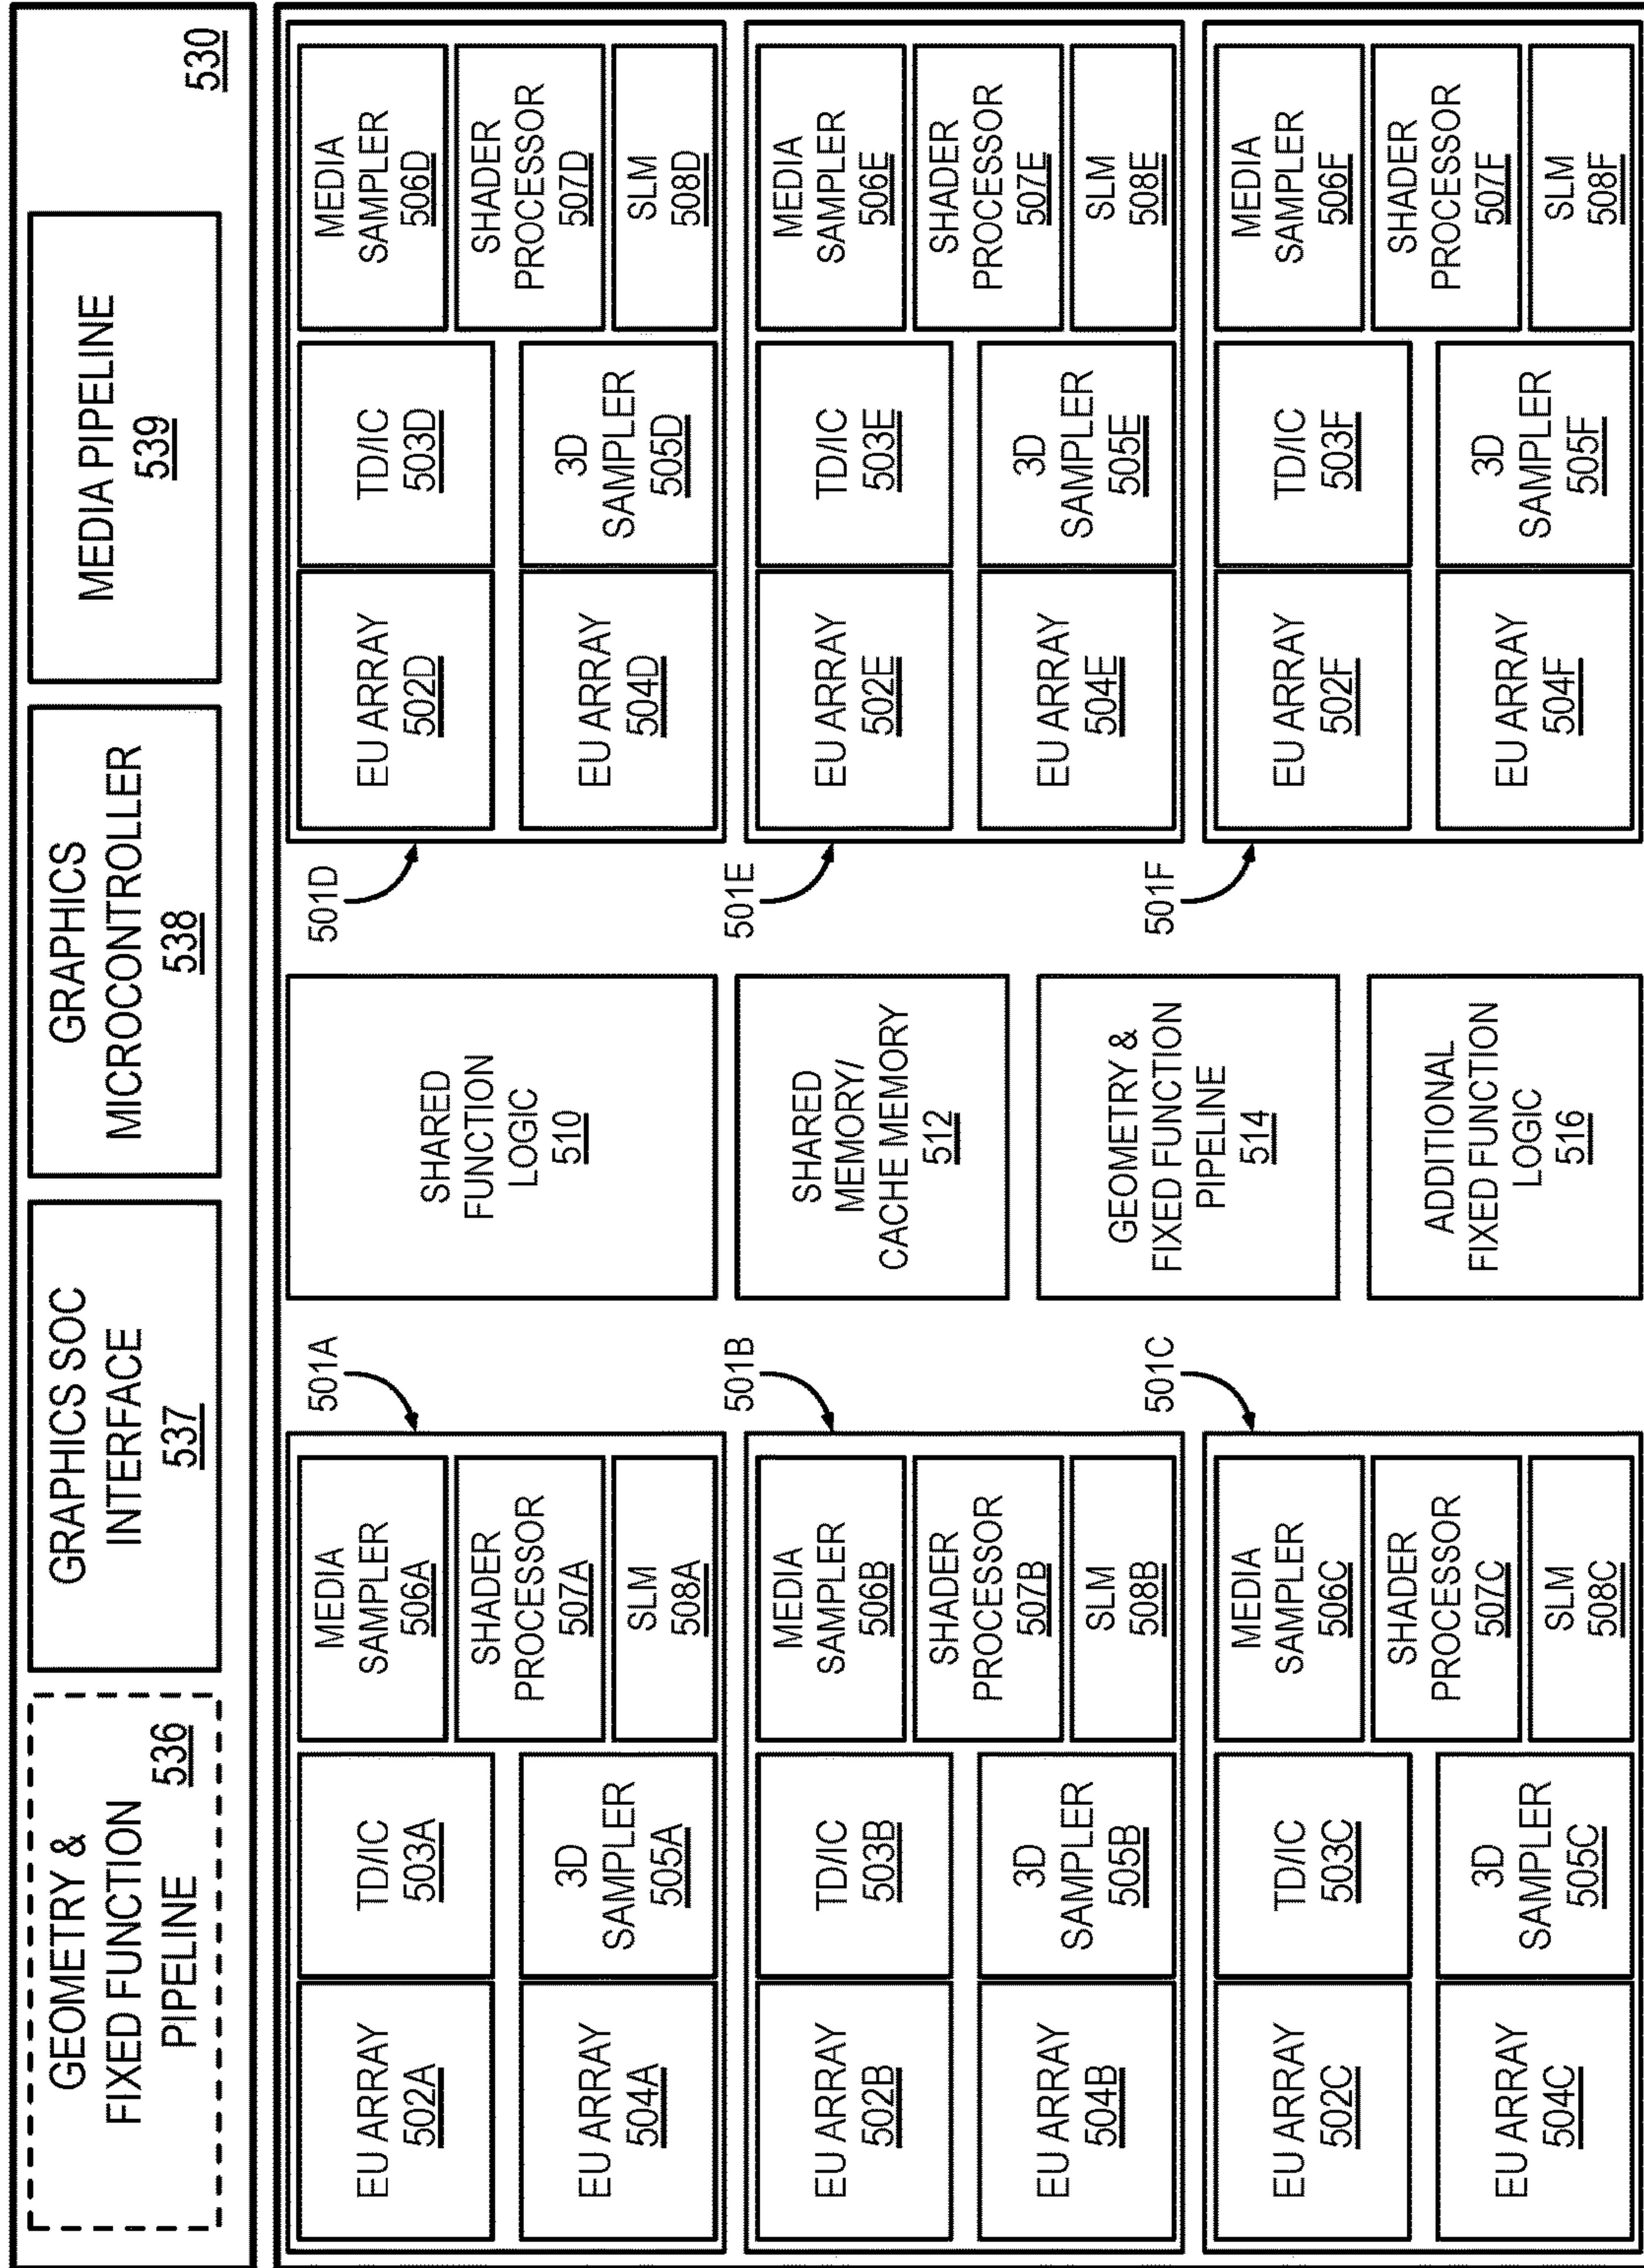 GEOMETRY &
FIXED FUNCTION
PIPELINE
536
GRAPHICS SOC
INTERFACE
537
GRAPHICS
MICROCONTROLLER
538
MEDIA PIPELINE
539
530
EU ARRAY
502A
TD/IC
503A
MEDIA
SAMPLER
506A
EU ARRAY
504A
3D
SAMPLER
505A
SHADER
PROCESSOR
507A
SLM
508A
501A
SHARED
FUNCTION
LOGIC
510
501D
EU ARRAY
502D
TD/IC
503D
MEDIA
SAMPLER
506D
EU ARRAY
504D
3D
SAMPLER
505D
SHADER
PROCESSOR
507D
SLM
508D
EU ARRAY
502B
TD/IC
503B
MEDIA
SAMPLER
506B
EU ARRAY
504B
3D
SAMPLER
505B
SHADER
PROCESSOR
507B
SLM
508B
501B
SHARED
MEMORY/
CACHE MEMORY
512
501E
EU ARRAY
502E
TD/IC
503E
MEDIA
SAMPLER
506E
EU ARRAY
504E
3D
SAMPLER
505E
SHADER
PROCESSOR
507E
SLM
508E
GEOMETRY &
FIXED FUNCTION
PIPELINE
514
EU ARRAY
502C
TD/IC
503C
MEDIA
SAMPLER
506C
EU ARRAY
504C
3D
SAMPLER
505C
SHADER
PROCESSOR
507C
SLM
508C
501C
ADDITIONAL
FIXED FUNCTION
LOGIC
516
501F
EU ARRAY
502F
TD/IC
503F
MEDIA
SAMPLER
506F
EU ARRAY
504F
3D
SAMPLER
505F
SHADER
PROCESSOR
507F
SLM
508F